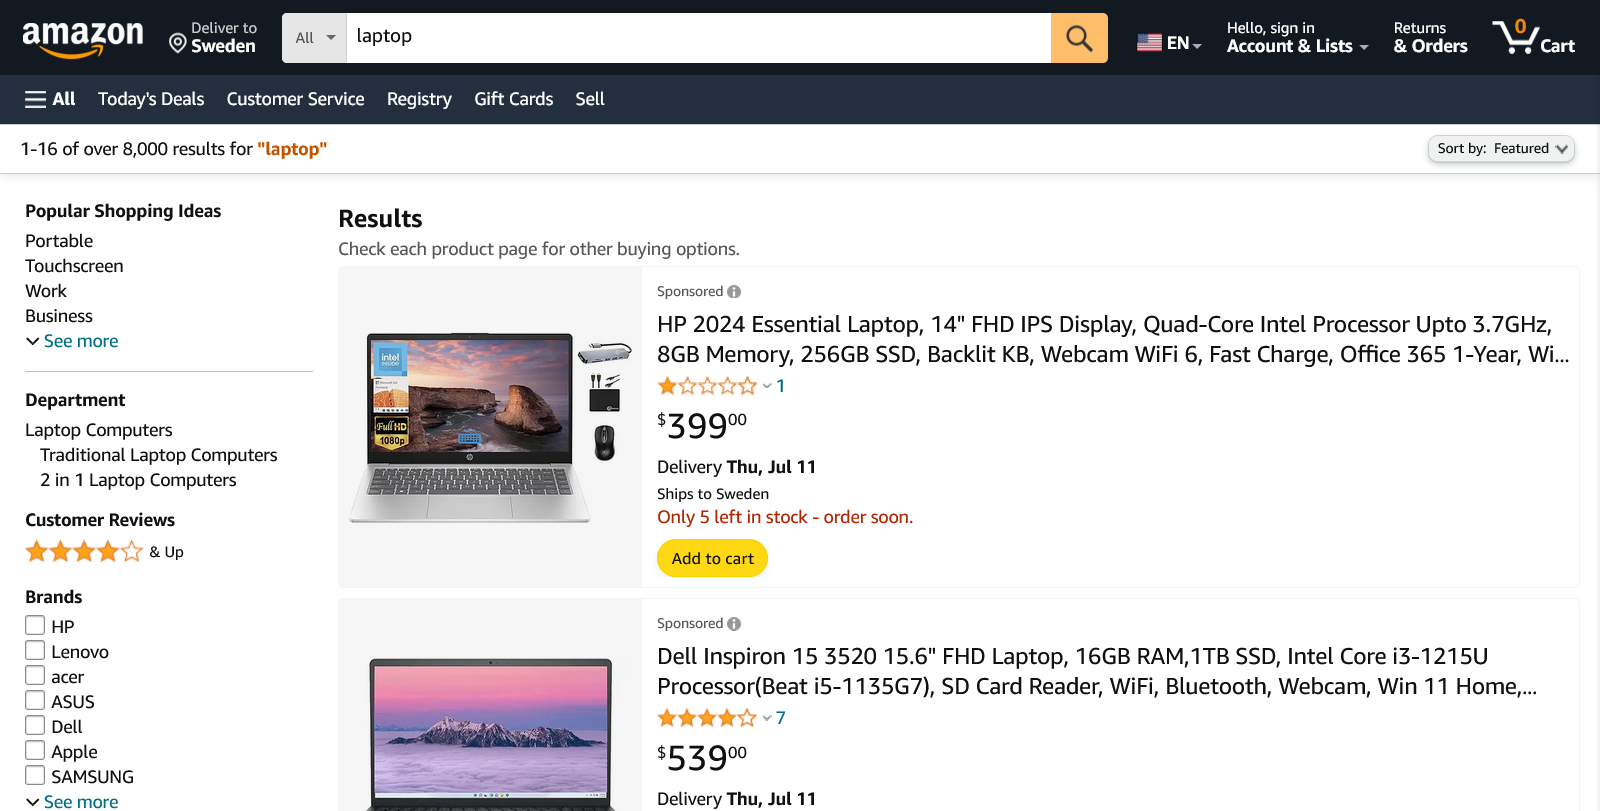 amazon
Deliver to
Sweden
All
laptop
EN
Hello, sign in
Account & Lists
Returns
& Orders
0
Cart
All
Today's Deals
Customer Service
Registry
Gift Cards
Sell
1-16 of over 8,000 results for "laptop"
Sort by: Featured
Popular Shopping Ideas
Portable
Touchscreen
Work
Business
See more
Department
Laptop Computers
Traditional Laptop Computers
2 in 1 Laptop Computers
Customer Reviews
& Up
Brands
HP
Lenovo
acer
ASUS
Dell
Apple
SAMSUNG
See more
Results
Check each product page for other buying options.
Sponsored
HP 2024 Essential Laptop, 14" FHD IPS Display, Quad-Core Intel Processor Upto 3.7GHz,
8GB Memory, 256GB SSD, Backlit KB, Webcam WiFi 6, Fast Charge, Office 365 1-Year, Wi...
1
$39900
Delivery Thu, Jul 11
Ships to Sweden
Only 5 left in stock - order soon.
Add to cart
intel
inside
Full HD
1080p
Sponsored
Dell Inspiron 15 3520 15.6" FHD Laptop, 16GB RAM,1TB SSD, Intel Core i3-1215U
Processor(Beat i5-1135G7), SD Card Reader, WiFi, Bluetooth, Webcam, Win 11 Home,...
7
$53900
Delivery Thu, Jul 11